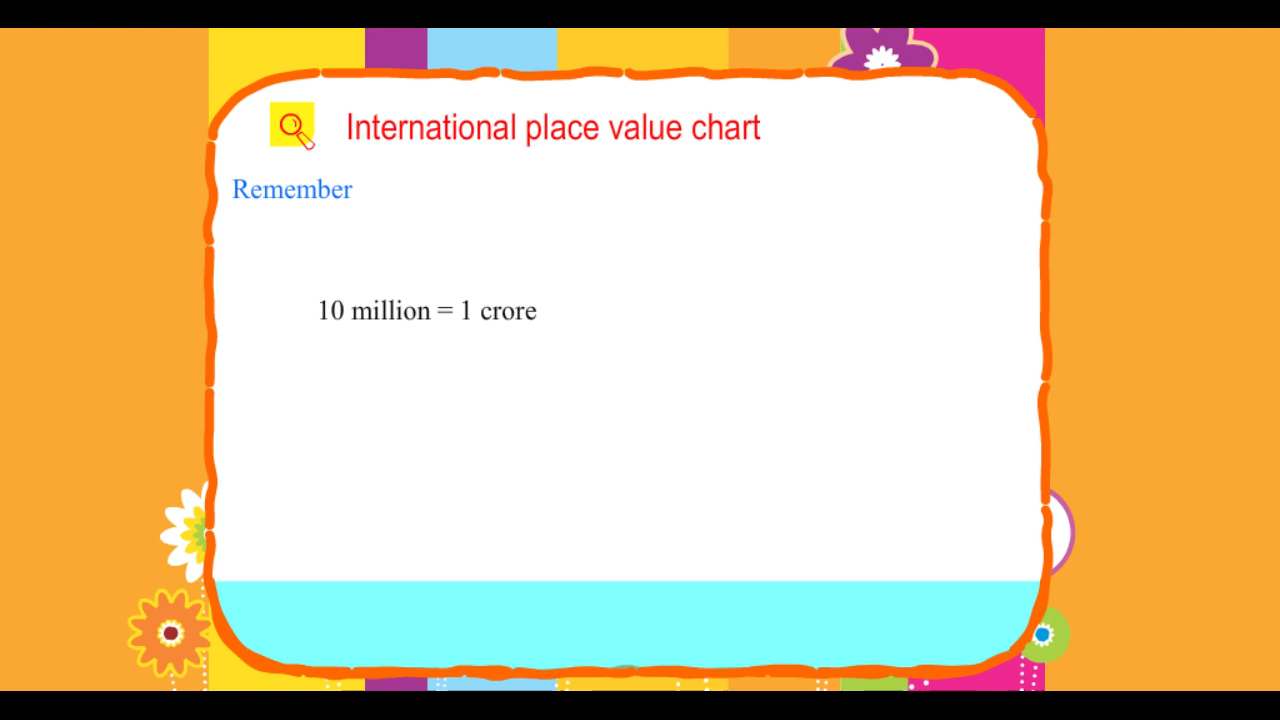 International place value chart
Remember
10 million = 1 crore